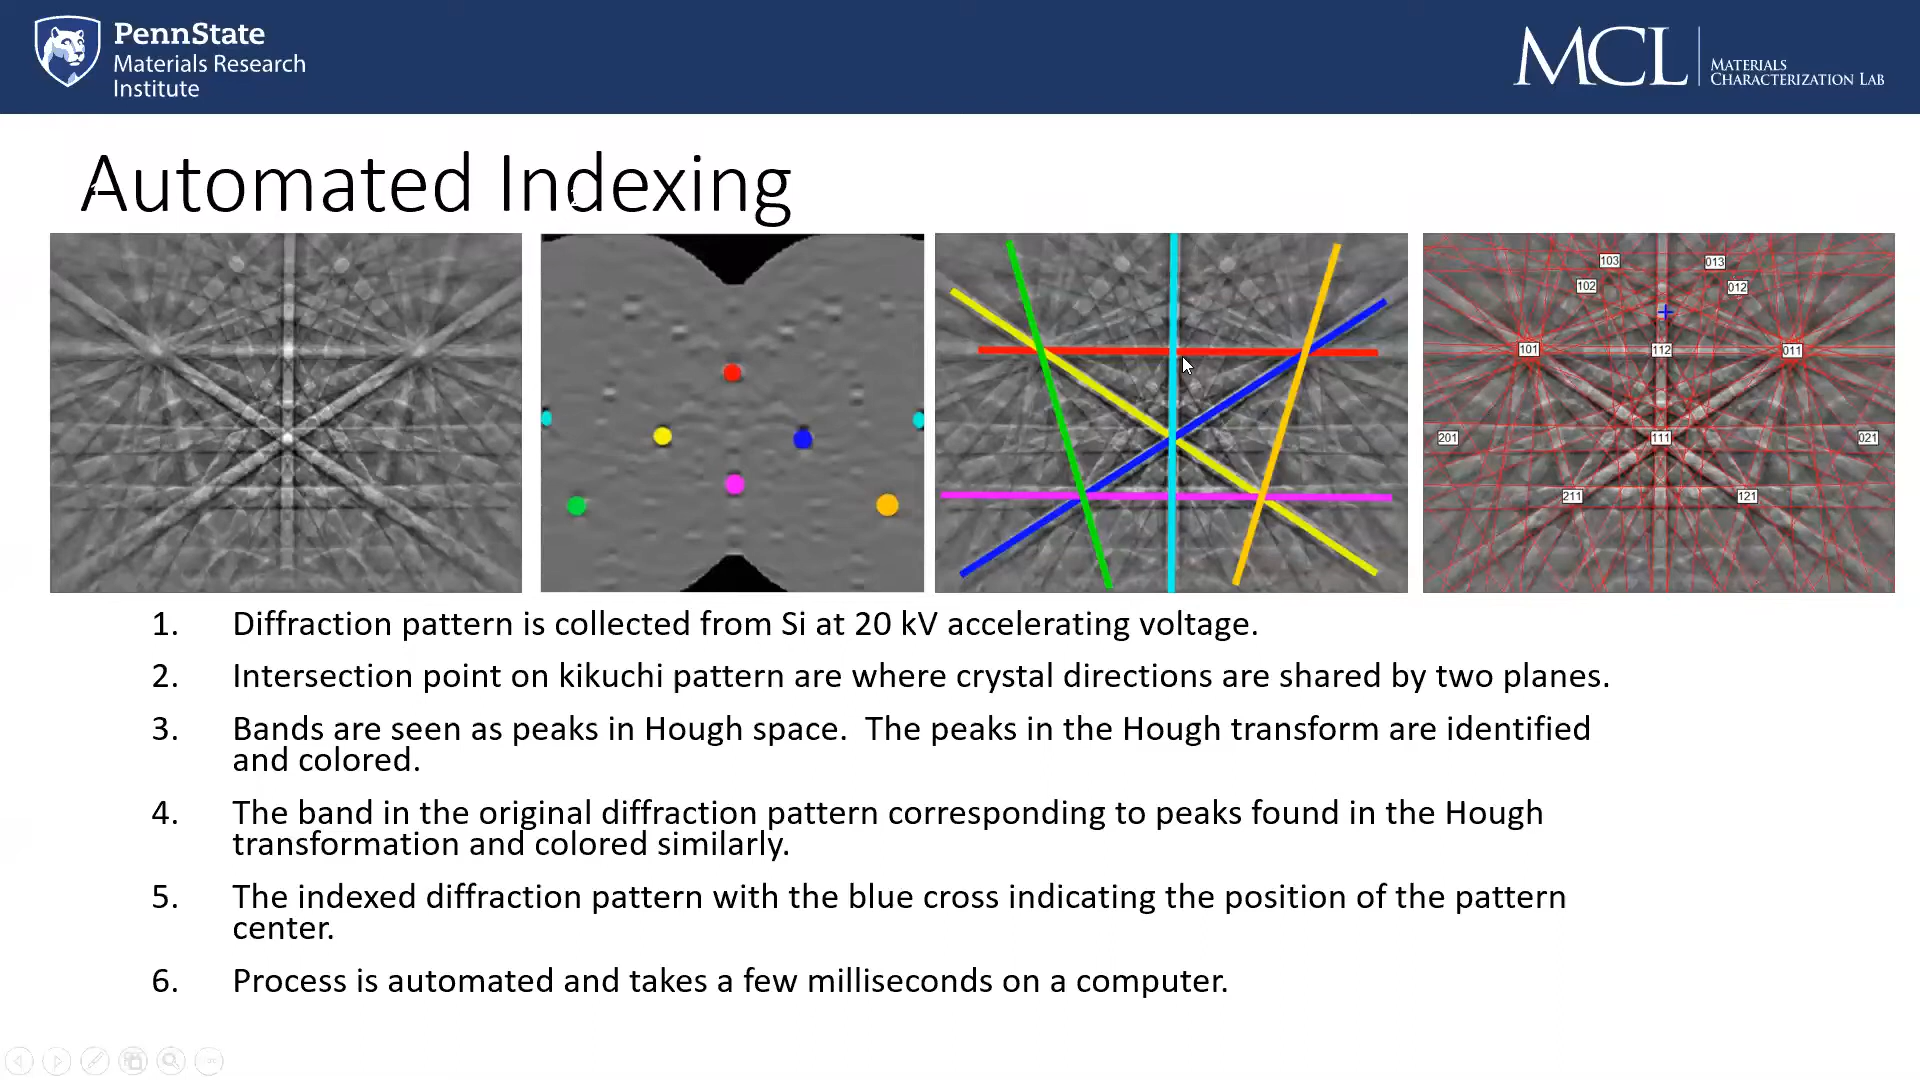 PennState
Materials Research
Institute
MCL
MATERIALS
CHARACTERIZATION LAB
Automated Indexing
103
013
102
012
101
112
011
201
111
021
211
121
1. Diffraction pattern is collected from Si at 20 kV accelerating voltage.
2. Intersection point on kikuchi pattern are where crystal directions are shared by two planes.
3. Bands are seen as peaks in Hough space. The peaks in the Hough transform are identified
and colored.
4. The band in the original diffraction pattern corresponding to peaks found in the Hough
transformation and colored similarly.
5. The indexed diffraction pattern with the blue cross indicating the position of the pattern
center.
6. Process is automated and takes a few milliseconds on a computer.